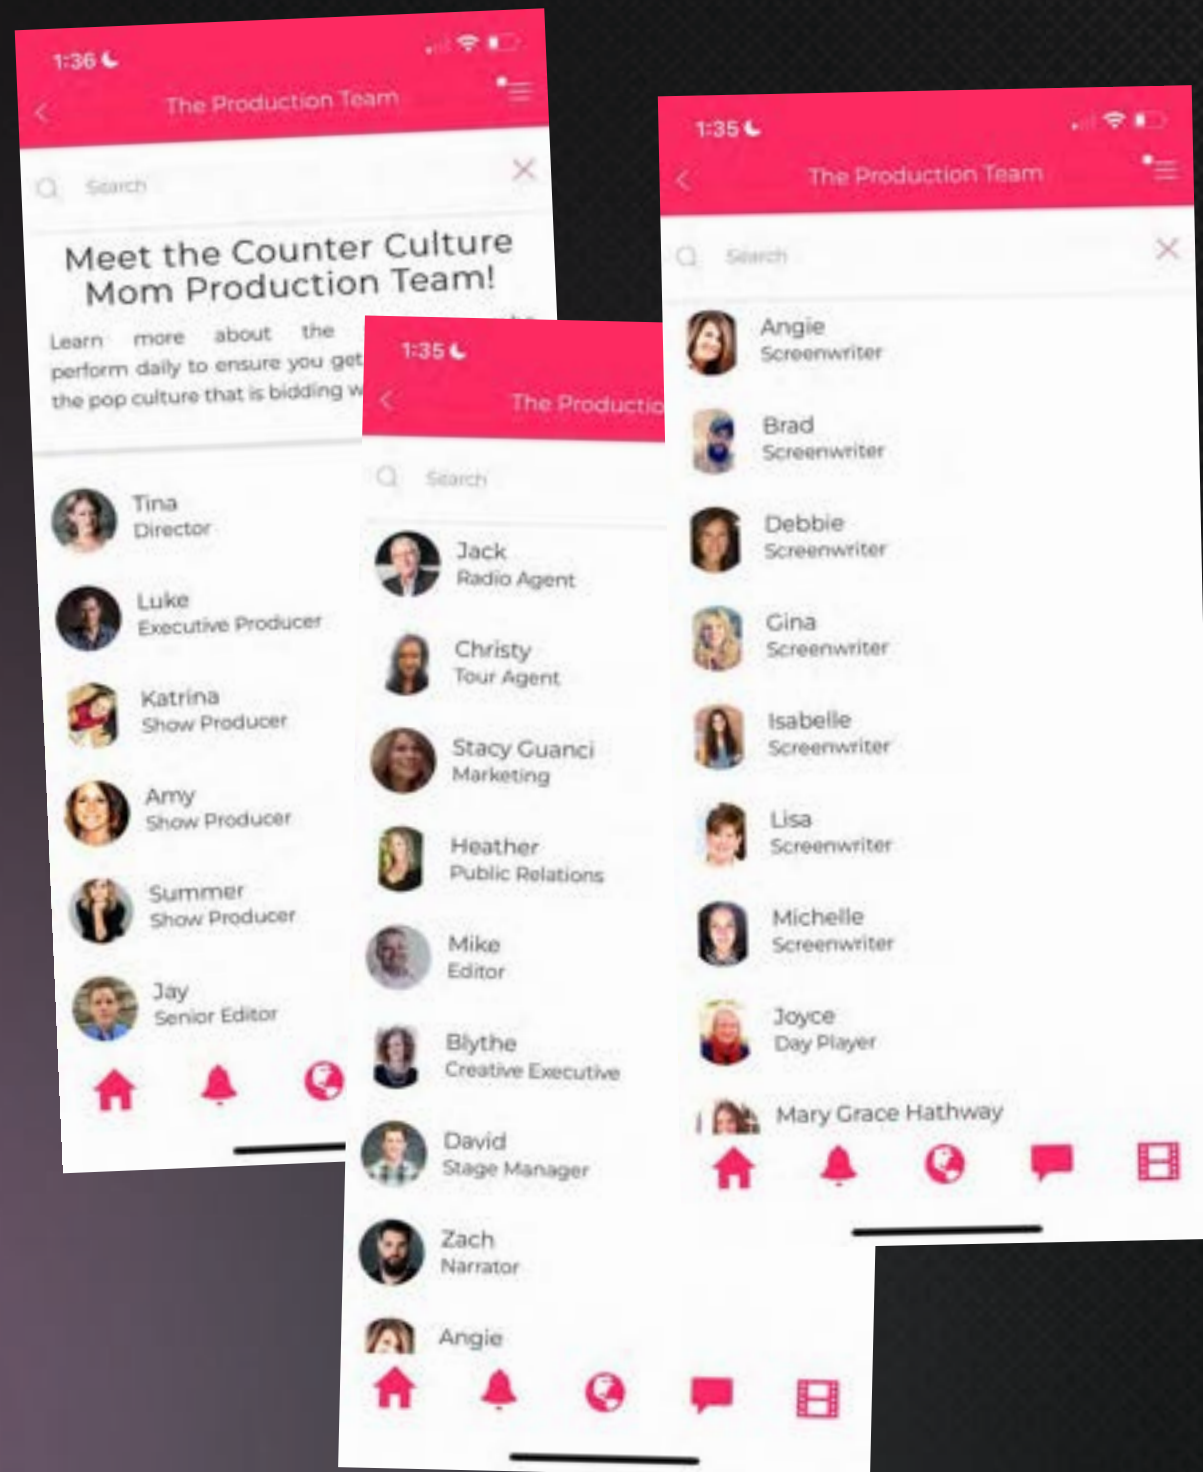 1:36
The Production Team
Search
Meet the Counter Culture
Mom Production Team!
Learn more about the
perform daily to ensure you get
the pop culture that is bidding w
Tina
Director
Luke
Executive Producer
Katrina
Show Producer
Amy
Show Producer
Summer
Show Producer
Jay
Senior Editor
1:35
The Productio
Search
Jack
Radio Agent
Christy
Tour Agent
Stacy Guanci
Marketing
Heather
Public Relations
Mike
Editor
Blythe
Creative Executive
David
Stage Manager
Zach
Narrator
Angie
1:35
The Production Team
Search
Angie
Screenwriter
Brad
Screenwriter
Debbie
Screenwriter
Gina
Screenwriter
Isabelle
Screenwriter
Lisa
Screenwriter
Michelle
Screenwriter
Joyce
Day Player
Mary Grace Hathway